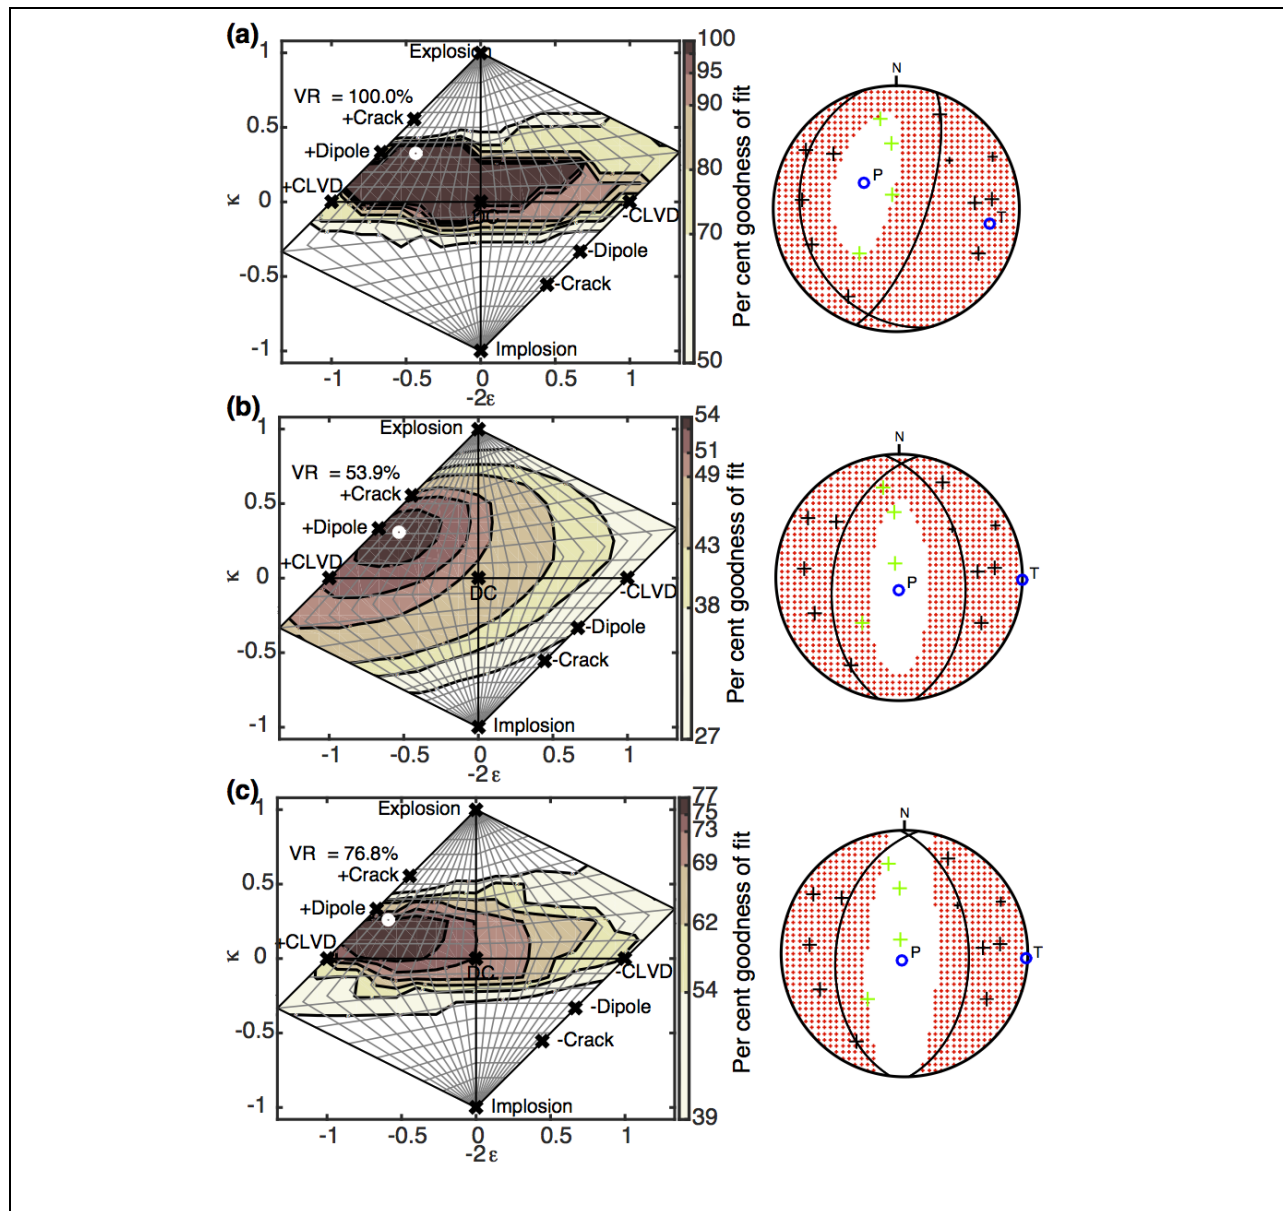 (a)
1
Explosion
VR = 100.0%
+Crack
0.5
+Dipole
+CLVD
κ
0
DC
-CLVD
-Dipole
-0.5
-Crack
-1
Implosion
-1
-0.5
0
0.5
1
-2ε
100
95
90
80
70
50
Per cent goodness of fit
N
P
T
(b)
1
Explosion
VR = 53.9%
+Crack
0.5
+Dipole
+CLVD
κ
0
DC
-CLVD
-Dipole
-0.5
-Crack
-1
Implosion
-1
-0.5
0
0.5
1
-2ε
54
51
49
43
38
27
Per cent goodness of fit
N
P
T
(c)
1
Explosion
VR = 76.8%
+Crack
0.5
+Dipole
+CLVD
κ
0
DC
-CLVD
-Dipole
-0.5
-Crack
-1
Implosion
-1
-0.5
0
0.5
1
-2ε
77
75
73
69
62
54
39
Per cent goodness of fit
N
P
T